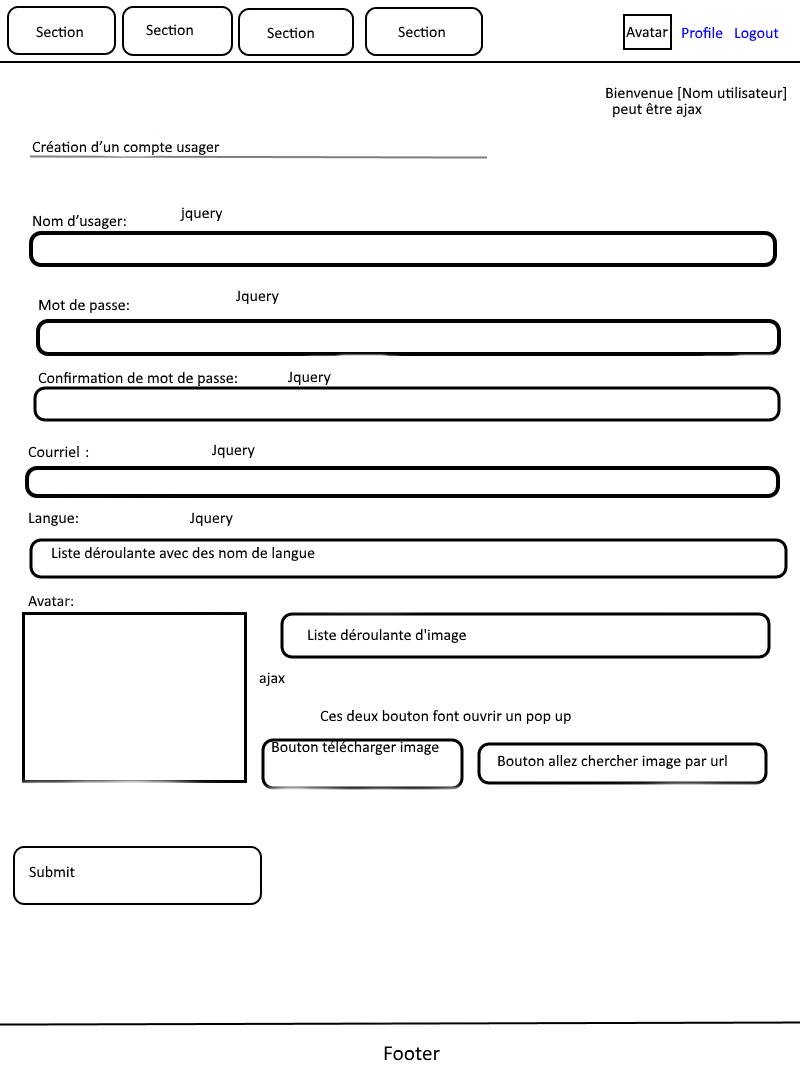 Section
Section
Section
Section
Avatar
Profile
Logout
Bienvenue [Nom utilisateur]
peut être ajax
Création d’un compte usager
jquery
Nom d’usager:
Jquery
Mot de passe:
Confirmation de mot de passe:
Jquery
Courriel :
Jquery
Langue:
Jquery
Liste déroulante avec des nom de langue
Avatar:
Liste déroulante d'image
ajax
Ces deux bouton font ouvrir un pop up
Bouton télécharger image
Bouton allez chercher image par url
Submit
Footer